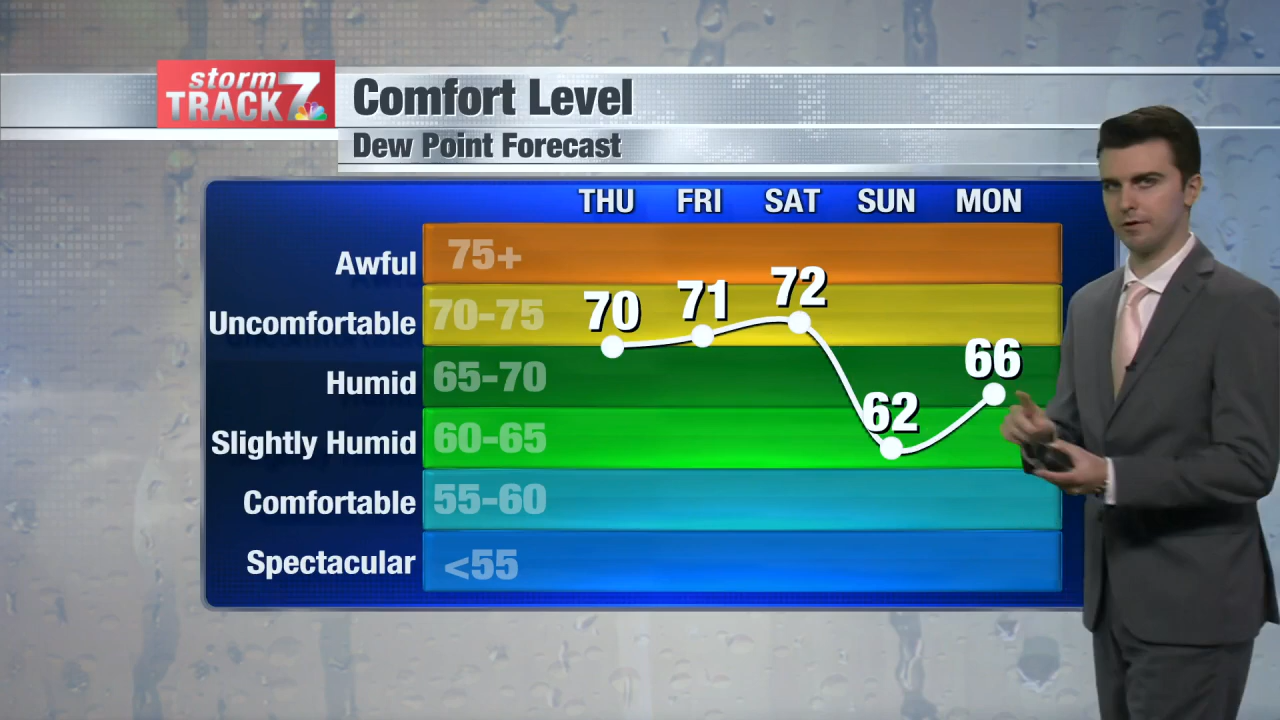 storm
TRACK 7
Comfort Level
Dew Point Forecast
THU FRI SAT SUN MON
Awful 75+
Uncomfortable 70-75
Humid 65-70
Slightly Humid 60-65
Comfortable 55-60
Spectacular <55
70 71 72 62 66